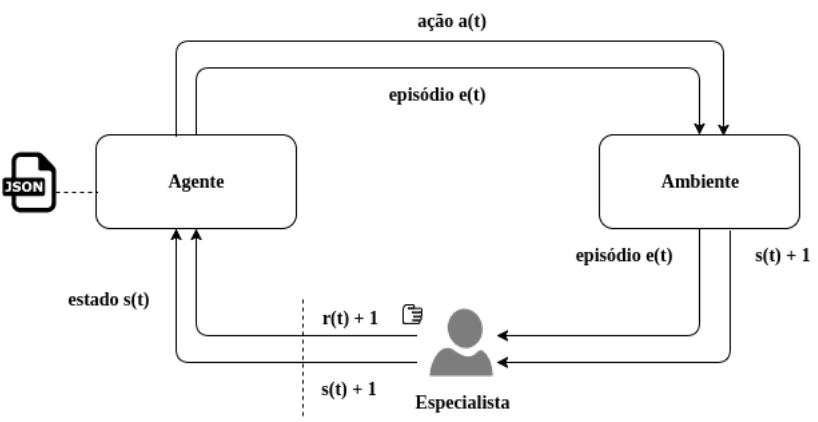 ação a(t)
episódio e(t)
JSON
Agente
Ambiente
episódio e(t)
s(t) + 1
estado s(t)
r(t) + 1
s(t) + 1
Especialista